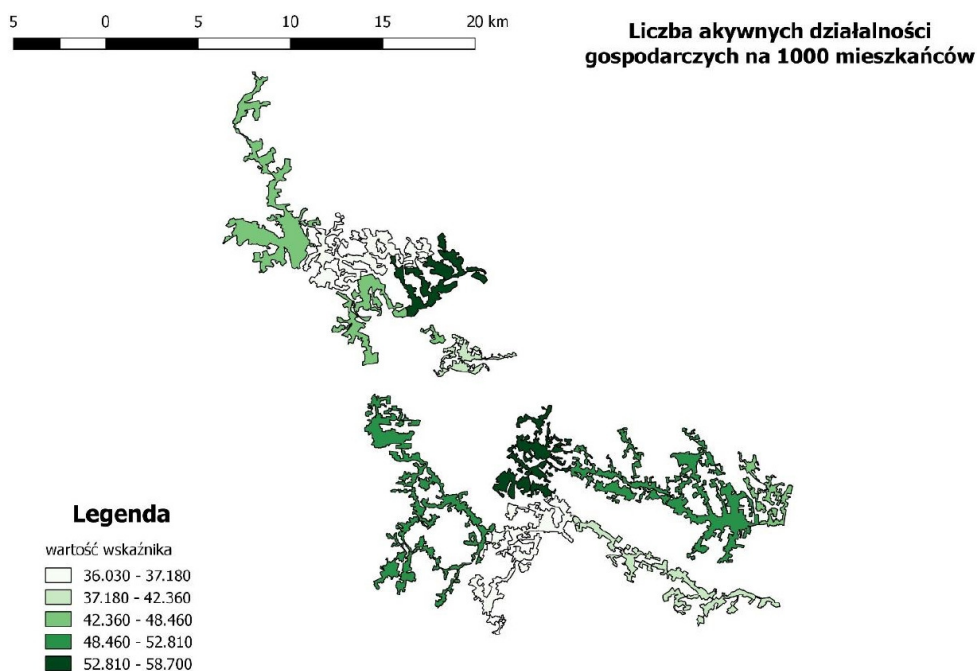 5 0 5 10 15 20 km
Liczba akywnych działalności
gospodarczych na 1000 mieszkańców
Legenda
wartość wskaźnika
36.030 - 37.180
37.180 - 42.360
42.360 - 48.460
48.460 - 52.810
52.810 - 58.700